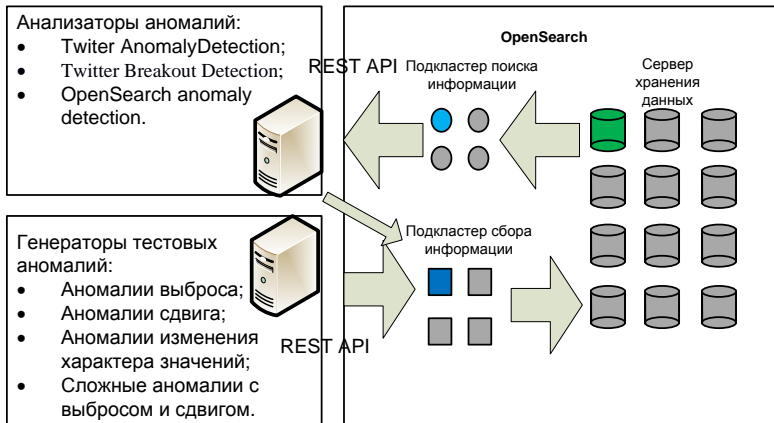 Анализаторы аномалий:
• Twiter AnomalyDetection;
• Twitter Breakout Detection;
• OpenSearch anomaly
detection.
REST API
OpenSearch
Подкластер поиска
информации
Сервер
хранения
данных
Генераторы тестовых
аномалий:
• Аномалии выброса;
• Аномалии сдвига;
• Аномалии изменения
характера значений;
• Сложные аномалии с
выбросом и сдвигом.
REST API
Подкластер сбора
информации